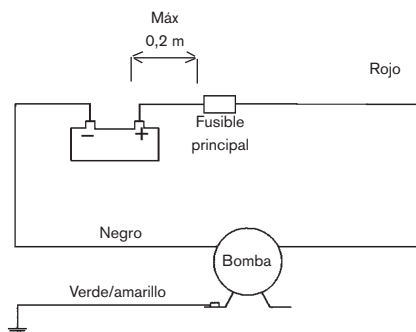 Máx
0,2 m
Rojo
Fusible
principal
Negro
Bomba
Verde/amarillo